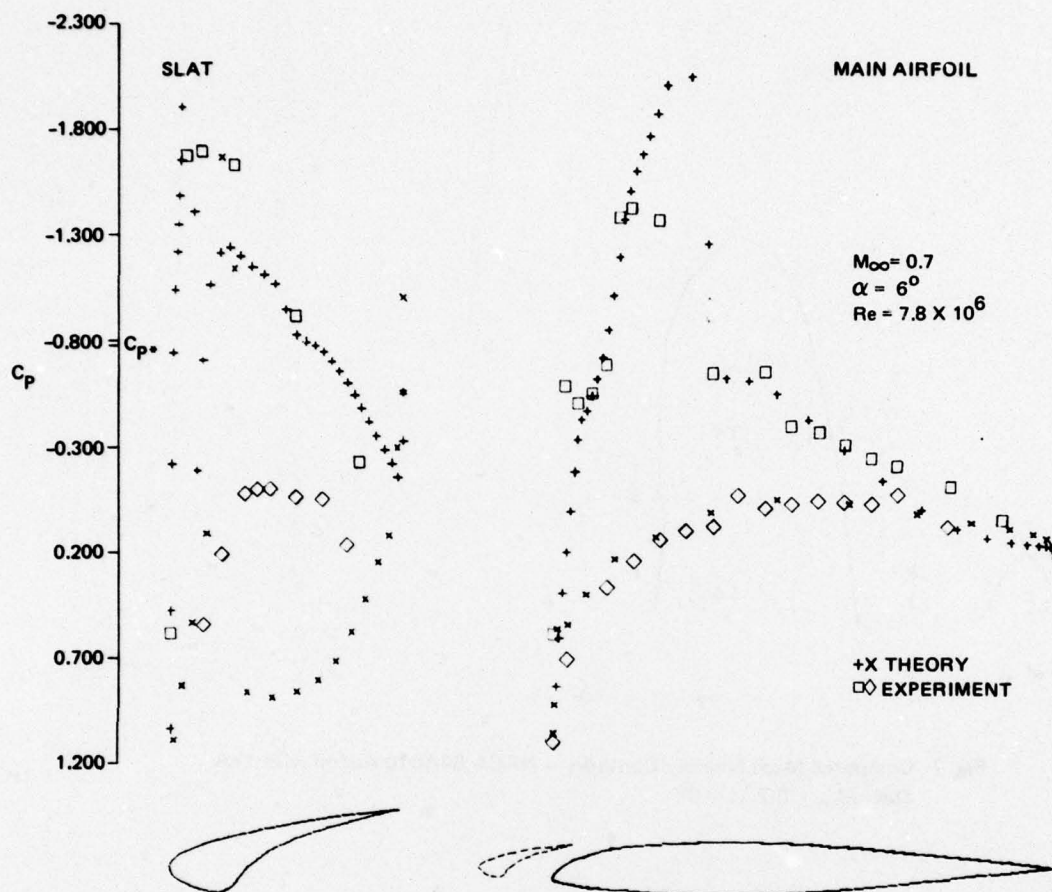 -2.300
SLAT
MAIN AIRFOIL
-1.800
-1.300
M∞= 0.7
α = 6°
Re = 7.8 X 10⁶
-0.800
CP*
CP
-0.300
0.200
0.700
+X THEORY
□◇ EXPERIMENT
1.200